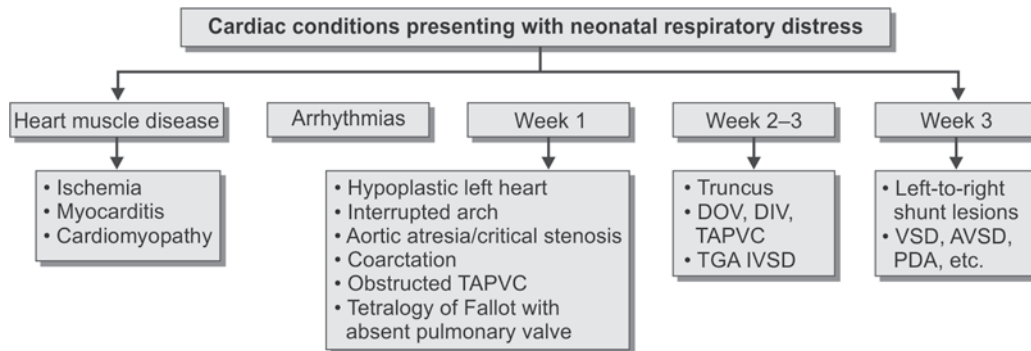 Cardiac conditions presenting with neonatal respiratory distress
Heart muscle disease
Arrhythmias
Week 1
Week 2–3
Week 3
• Ischemia
• Myocarditis
• Cardiomyopathy
• Hypoplastic left heart
• Interrupted arch
• Aortic atresia/critical stenosis
• Coarctation
• Obstructed TAPVC
• Tetralogy of Fallot with
absent pulmonary valve
• Truncus
• DOV, DIV,
TAPVC
• TGA IVSD
• Left-to-right
shunt lesions
• VSD, AVSD,
PDA, etc.